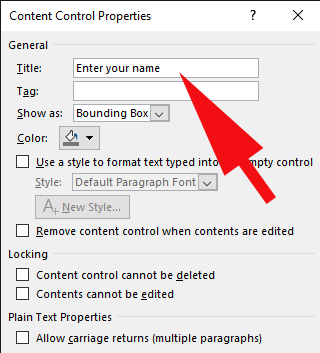 Content Control Properties ? ×
General
Title: Enter your name
Tag:
Show as: Bounding Box
Color:
Use a style to format text typed into empty control
Style: Default Paragraph Font
New Style...
Remove content control when contents are edited
Locking
Content control cannot be deleted
Contents cannot be edited
Plain Text Properties
Allow carriage returns (multiple paragraphs)